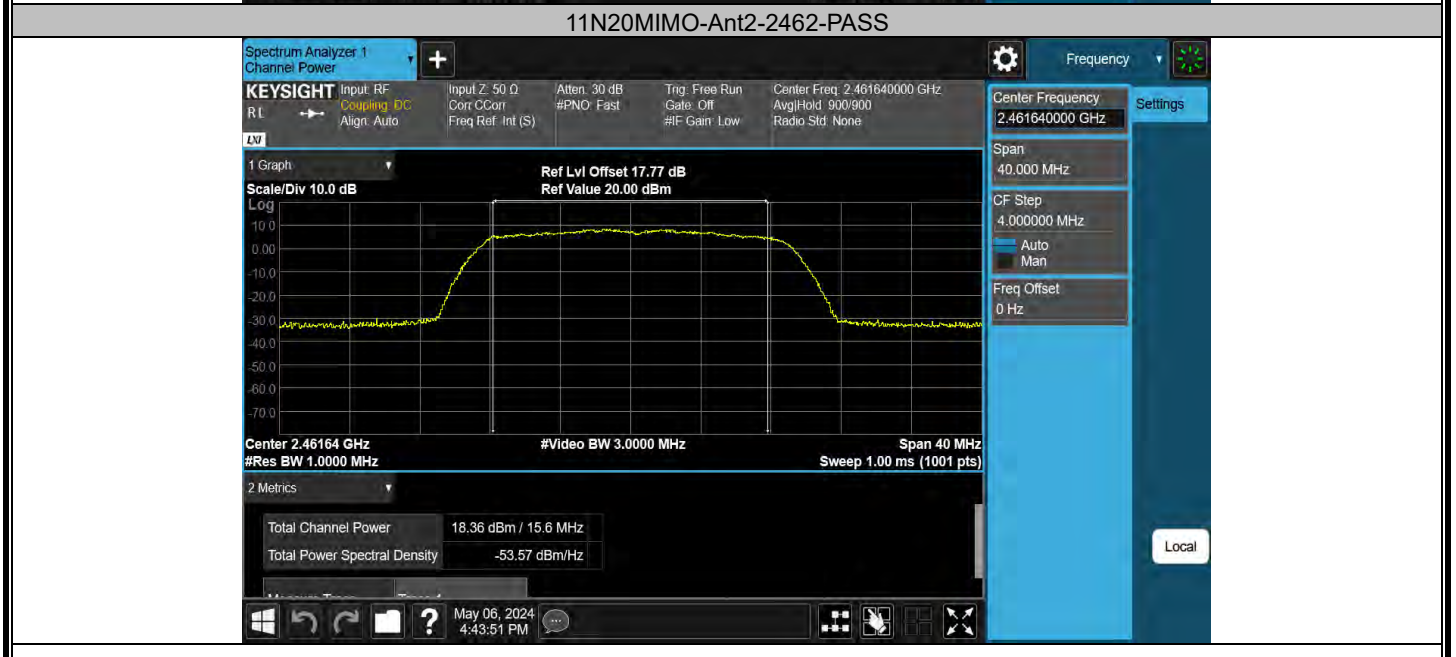 11N20MIMO-Ant2-2462-PASS
Spectrum Analyzer 1
Channel Power
Frequency
KEYSIGHT
RL
LXI
Input: RF
Coupling: DC
Align: Auto
Input Z: 50 Ω
Corr CCorr
Freq Ref: Int (S)
Atten: 30 dB
#PNO: Fast
Trig: Free Run
Gate: Off
#IF Gain: Low
Center Freq: 2.461640000 GHz
Avg|Hold: 900/900
Radio Std: None
Center Frequency
2.461640000 GHz
Settings
Span
40.000 MHz
CF Step
4.000000 MHz
Auto
Man
Freq Offset
0 Hz
1 Graph
Scale/Div 10.0 dB
Ref Lvl Offset 17.77 dB
Ref Value 20.00 dBm
Log
10.0
0.00
-10.0
-20.0
-30.0
-40.0
-50.0
-60.0
-70.0
Center 2.46164 GHz
#Video BW 3.0000 MHz
Span 40 MHz
#Res BW 1.0000 MHz
Sweep 1.00 ms (1001 pts)
2 Metrics
Total Channel Power 18.36 dBm / 15.6 MHz
Total Power Spectral Density -53.57 dBm/Hz
Local
May 06, 2024
4:43:51 PM